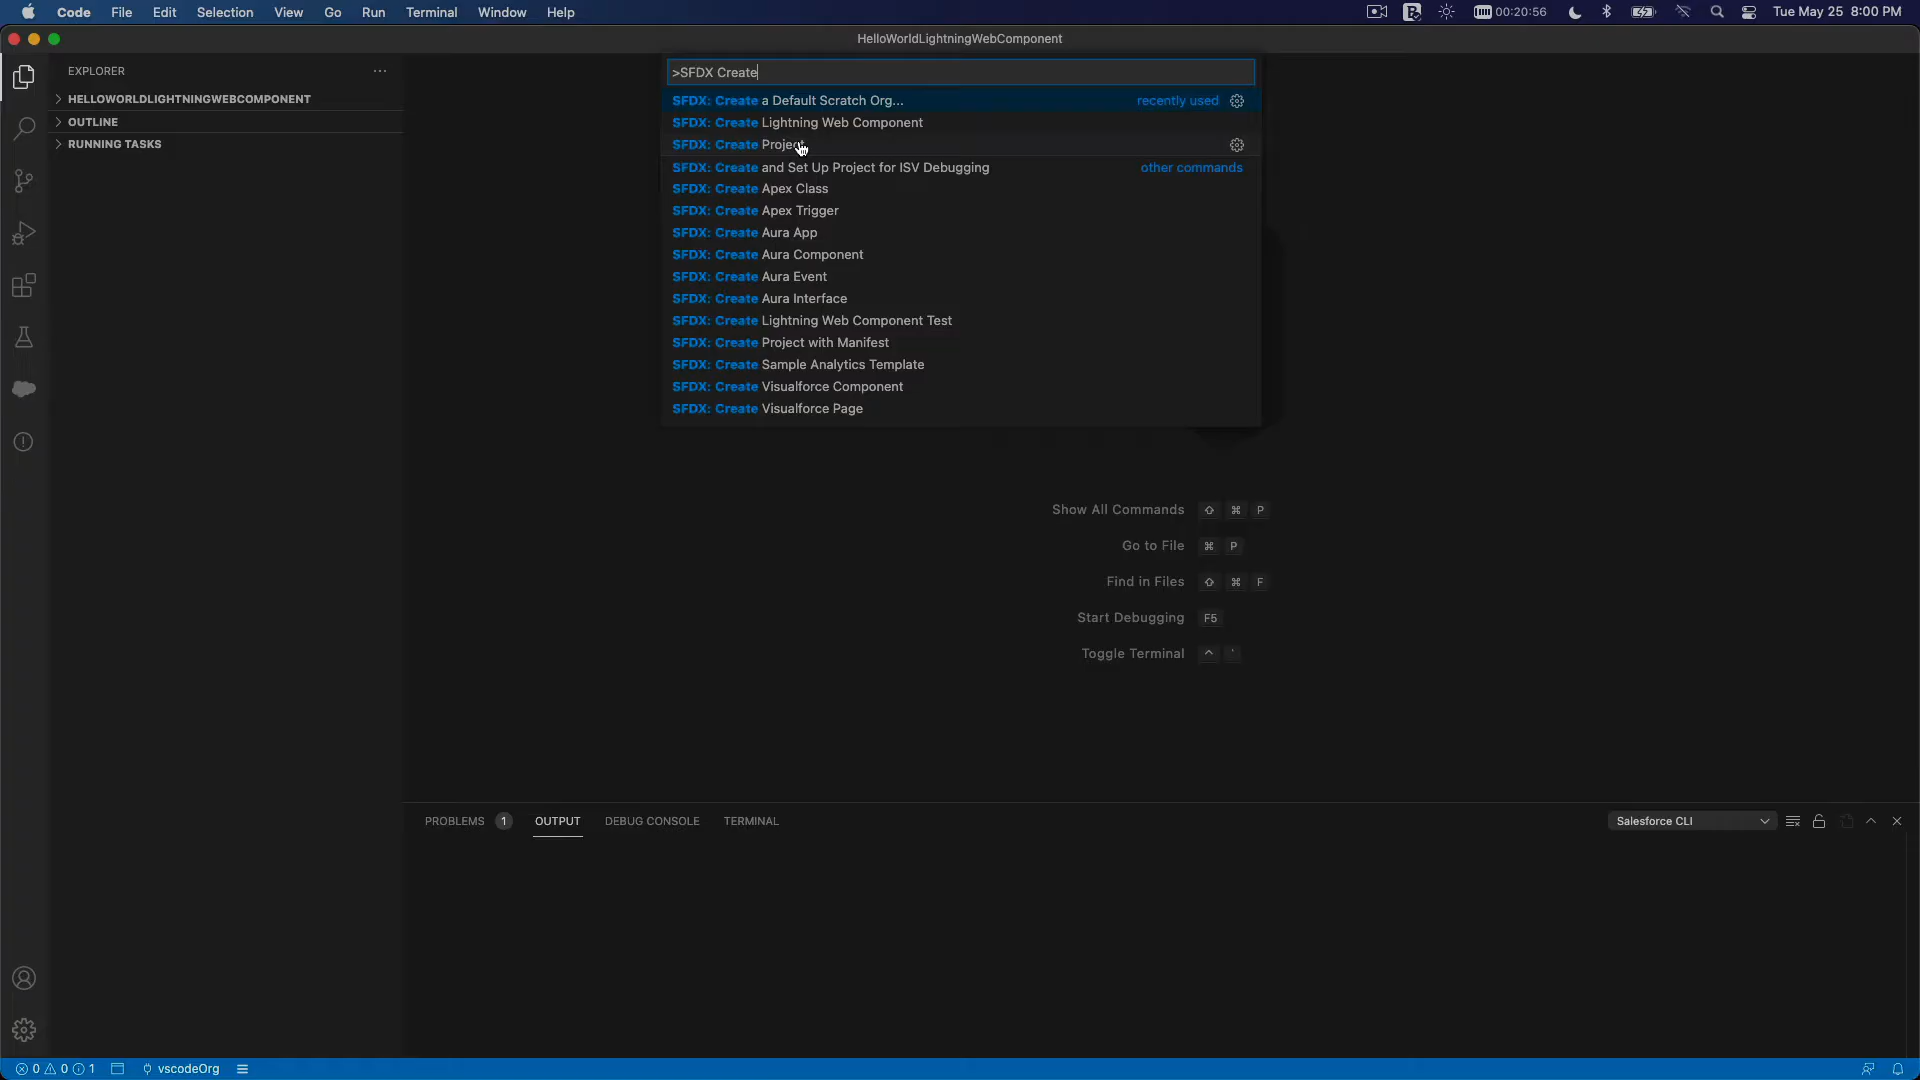 Code File Edit Selection View Go Run Terminal Window Help 00:20:56 Tue May 25 8:00 PM
HelloWorldLightningWebComponent
EXPLORER
HELLOWORLDLIGHTNINGWEBCOMPONENT
OUTLINE
RUNNING TASKS
>SFDX Create
SFDX: Create a Default Scratch Org... recently used
SFDX: Create Lightning Web Component
SFDX: Create Project
SFDX: Create and Set Up Project for ISV Debugging other commands
SFDX: Create Apex Class
SFDX: Create Apex Trigger
SFDX: Create Aura App
SFDX: Create Aura Component
SFDX: Create Aura Event
SFDX: Create Aura Interface
SFDX: Create Lightning Web Component Test
SFDX: Create Project with Manifest
SFDX: Create Sample Analytics Template
SFDX: Create Visualforce Component
SFDX: Create Visualforce Page
Show All Commands ⇧ ⌘ P
Go to File ⌘ P
Find in Files ⇧ ⌘ F
Start Debugging F5
Toggle Terminal ^ `
PROBLEMS 1 OUTPUT DEBUG CONSOLE TERMINAL Salesforce CLI
0 0 1 vscodeOrg